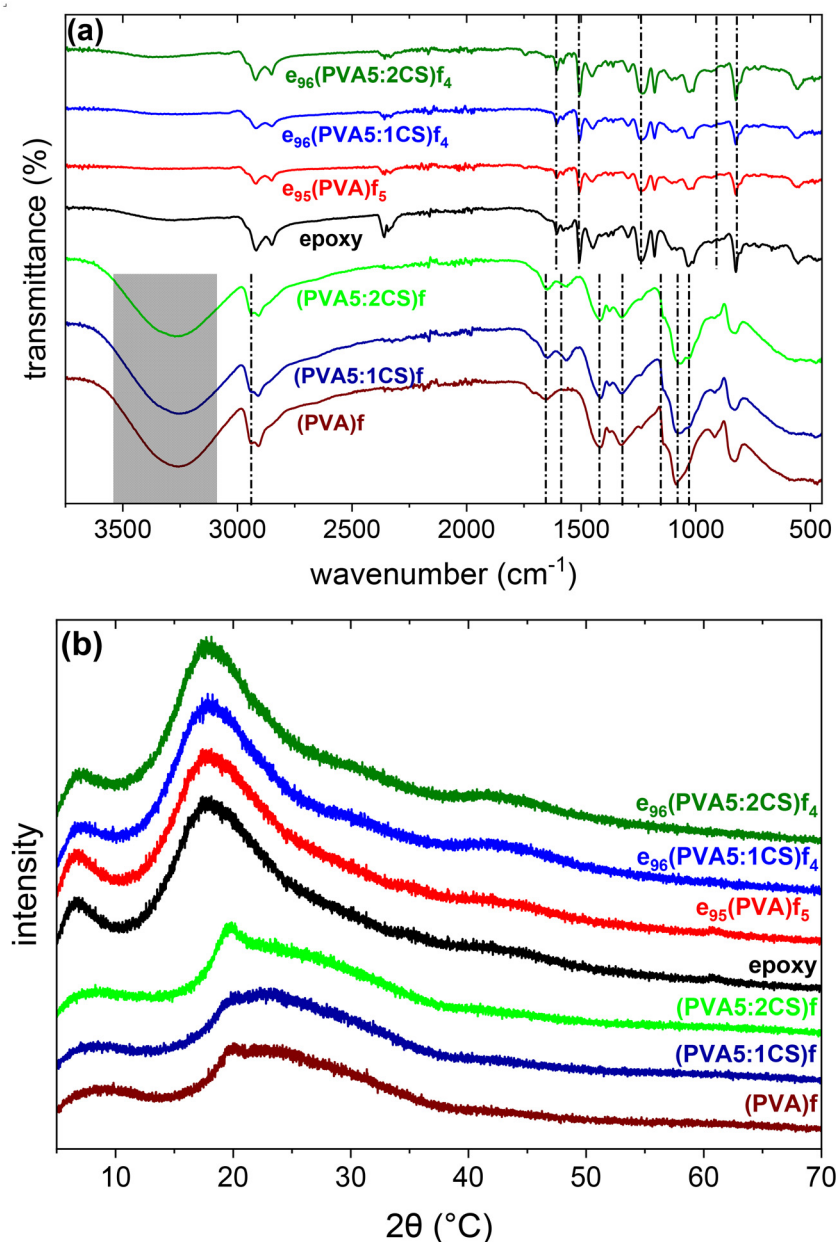 (a)
e96(PVA5:2CS)f4
e96(PVA5:1CS)f4
e95(PVA)f5
epoxy
(PVA5:2CS)f
(PVA5:1CS)f
(PVA)f
transmittance (%)
3500 3000 2500 2000 1500 1000 500
wavenumber (cm-1)
(b)
e96(PVA5:2CS)f4
e96(PVA5:1CS)f4
e95(PVA)f5
epoxy
(PVA5:2CS)f
(PVA5:1CS)f
(PVA)f
intensity
10 20 30 40 50 60 70
2θ (°C)